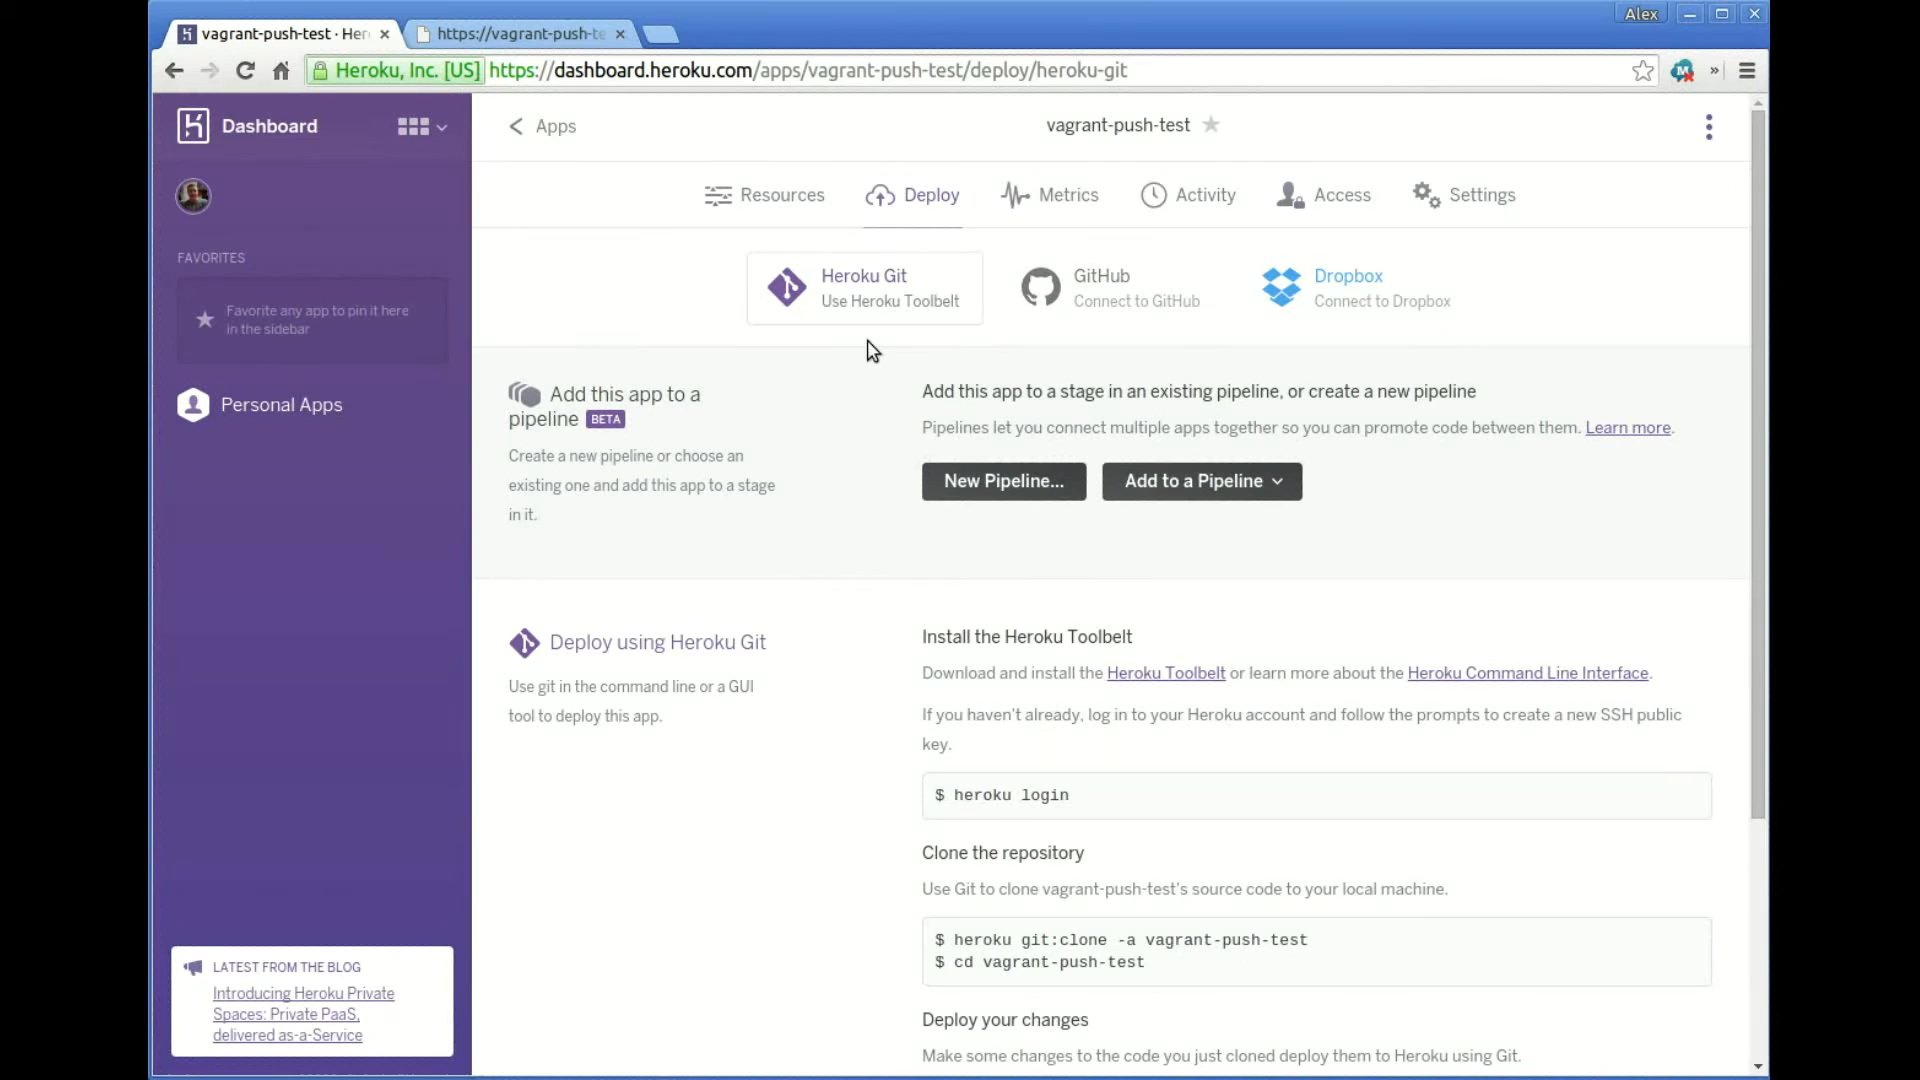 Alex
vagrant-push-test · Her
https://vagrant-push-te
Heroku, Inc. [US] https://dashboard.heroku.com/apps/vagrant-push-test/deploy/heroku-git
Dashboard
Apps
vagrant-push-test
Resources
Deploy
Metrics
Activity
Access
Settings
FAVORITES
Favorite any app to pin it here
in the sidebar
Personal Apps
Heroku Git
Use Heroku Toolbelt
GitHub
Connect to GitHub
Dropbox
Connect to Dropbox
Add this app to a
pipeline BETA
Create a new pipeline or choose an
existing one and add this app to a stage
in it.
Add this app to a stage in an existing pipeline, or create a new pipeline
Pipelines let you connect multiple apps together so you can promote code between them. Learn more.
New Pipeline...
Add to a Pipeline
Deploy using Heroku Git
Use git in the command line or a GUI
tool to deploy this app.
Install the Heroku Toolbelt
Download and install the Heroku Toolbelt or learn more about the Heroku Command Line Interface.
If you haven't already, log in to your Heroku account and follow the prompts to create a new SSH public
key.
$ heroku login
Clone the repository
Use Git to clone vagrant-push-test's source code to your local machine.
$ heroku git:clone -a vagrant-push-test
$ cd vagrant-push-test
Deploy your changes
Make some changes to the code you just cloned deploy them to Heroku using Git.
LATEST FROM THE BLOG
Introducing Heroku Private
Spaces: Private PaaS,
delivered as-a-Service